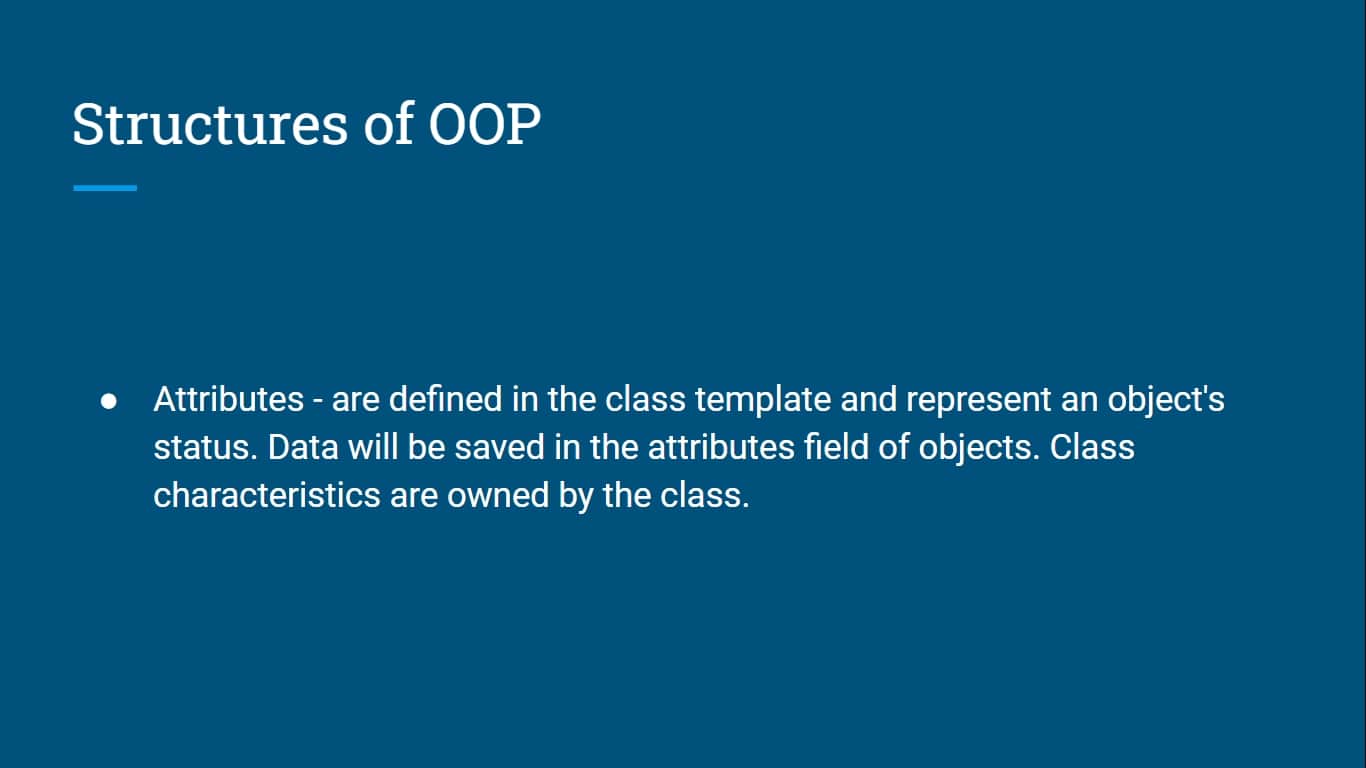 Structures of OOP
● Attributes - are defined in the class template and represent an object's
status. Data will be saved in the attributes field of objects. Class
characteristics are owned by the class.